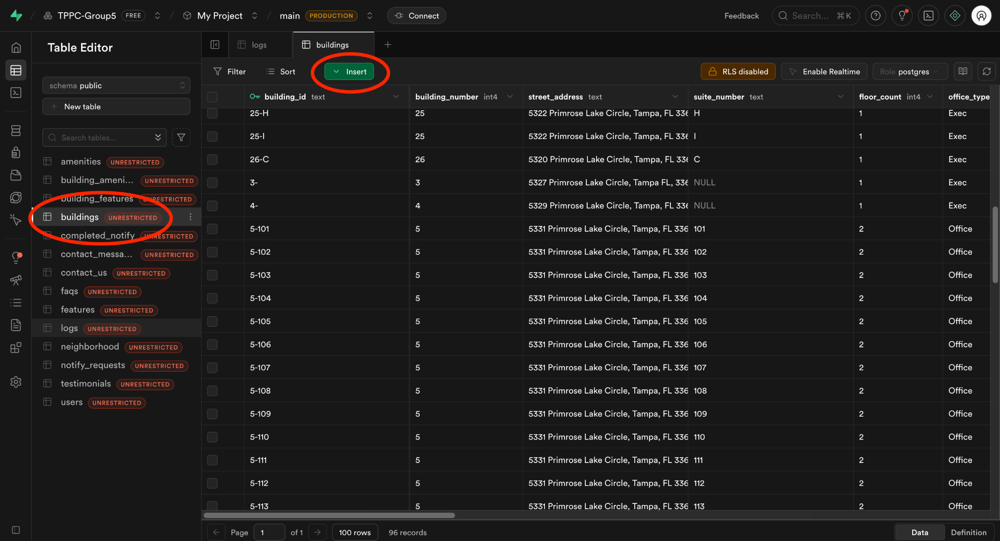 TPPC-Group5 FREE My Project main PRODUCTION Connect Feedback Search... ⌘ K
Table Editor
schema public
New table
Search tables...
amenities UNRESTRICTED
building_ameni... UNRESTRICTED
building_features UNRESTRICTED
buildings UNRESTRICTED
completed_notify UNRESTRICTED
contact_messa... UNRESTRICTED
contact_us UNRESTRICTED
faqs UNRESTRICTED
features UNRESTRICTED
logs UNRESTRICTED
neighborhood UNRESTRICTED
notify_requests UNRESTRICTED
testimonials UNRESTRICTED
users UNRESTRICTED
logs buildings
Filter Sort Insert RLS disabled Enable Realtime Role postgres
building_id text building_number int4 street_address text suite_number text floor_count int4 office_type
25-H 25 5322 Primrose Lake Circle, Tampa, FL 336 H 1 Exec
25-I 25 5322 Primrose Lake Circle, Tampa, FL 336 I 1 Exec
26-C 26 5320 Primrose Lake Circle, Tampa, FL 336 C 1 Exec
3- 3 5327 Primrose Lake Circle, Tampa FL, 336 NULL 1 Exec
4- 4 5329 Primrose Lake Circle, Tampa, FL 336 NULL 1 Exec
5-101 5 5331 Primrose Lake Circle, Tampa, FL 336 101 2 Office
5-102 5 5331 Primrose Lake Circle, Tampa, FL 336 102 2 Office
5-103 5 5331 Primrose Lake Circle, Tampa, FL 336 103 2 Office
5-104 5 5331 Primrose Lake Circle, Tampa, FL 336 104 2 Office
5-105 5 5331 Primrose Lake Circle, Tampa, FL 336 105 2 Office
5-106 5 5331 Primrose Lake Circle, Tampa, FL 336 106 2 Office
5-107 5 5331 Primrose Lake Circle, Tampa, FL 336 107 2 Office
5-108 5 5331 Primrose Lake Circle, Tampa, FL 336 108 2 Office
5-109 5 5331 Primrose Lake Circle, Tampa, FL 336 109 2 Office
5-110 5 5331 Primrose Lake Circle, Tampa, FL 336 110 2 Office
5-111 5 5331 Primrose Lake Circle, Tampa, FL 336 111 2 Office
5-112 5 5331 Primrose Lake Circle, Tampa, FL 336 112 2 Office
5-113 5 5331 Primrose Lake Circle, Tampa, FL 336 113 2 Office
Page 1 of 1 100 rows 96 records Data Definition